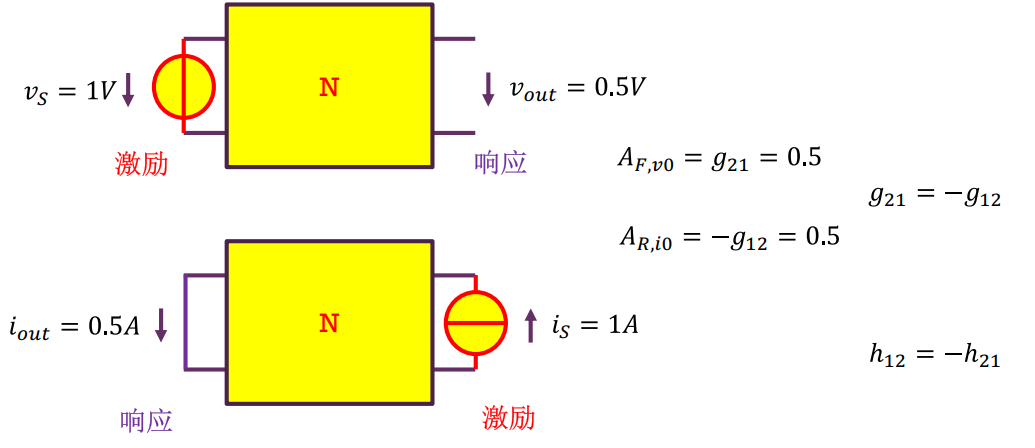 N
$v_S = 1V$
$v_{out} = 0.5V$
激励
响应
$A_{F,v0} = g_{21} = 0.5$
$g_{21} = -g_{12}$
$A_{R,i0} = -g_{12} = 0.5$
$i_{out} = 0.5A$
N
$i_S = 1A$
$h_{12} = -h_{21}$
响应
激励